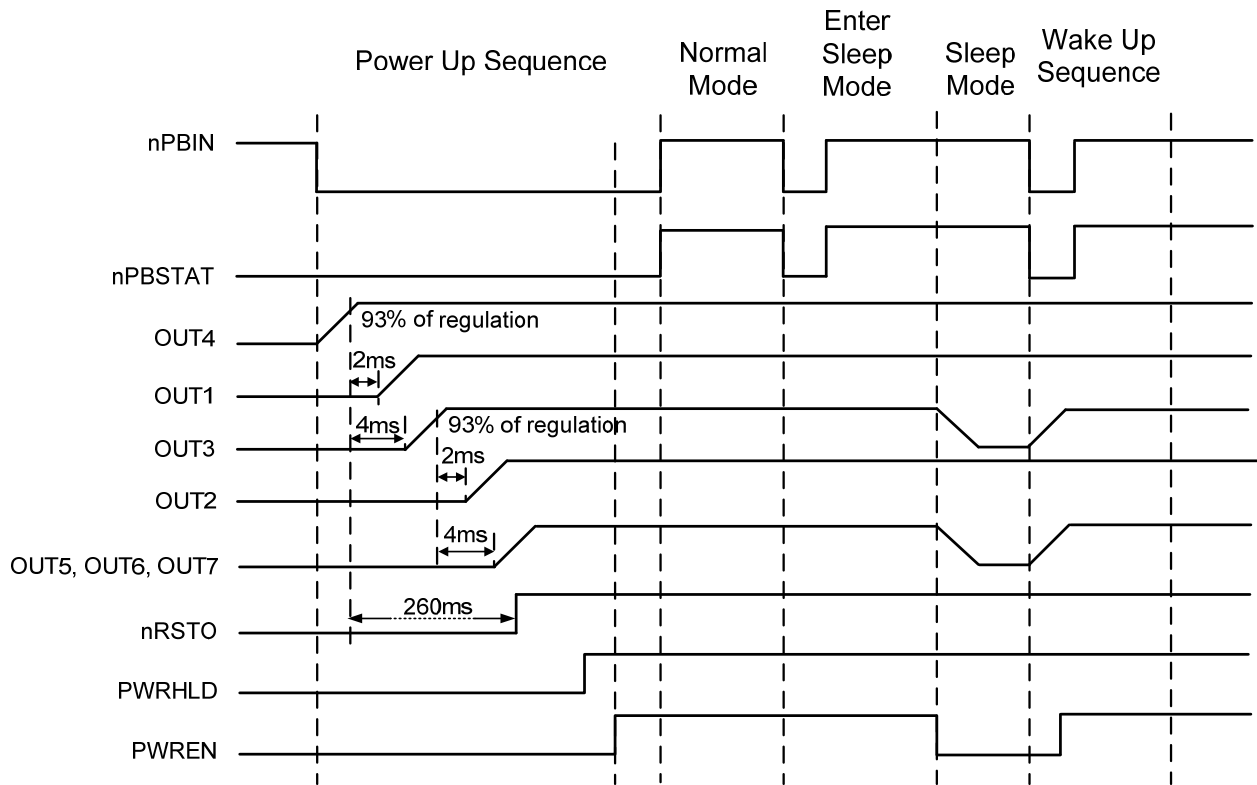 Power Up Sequence
Normal
Mode
Enter
Sleep
Mode
Sleep
Mode
Wake Up
Sequence
nPBIN
nPBSTAT
93% of regulation
OUT4
2ms
OUT1
4ms
93% of regulation
OUT3
2ms
OUT2
4ms
OUT5, OUT6, OUT7
260ms
nRSTO
PWRHLD
PWREN